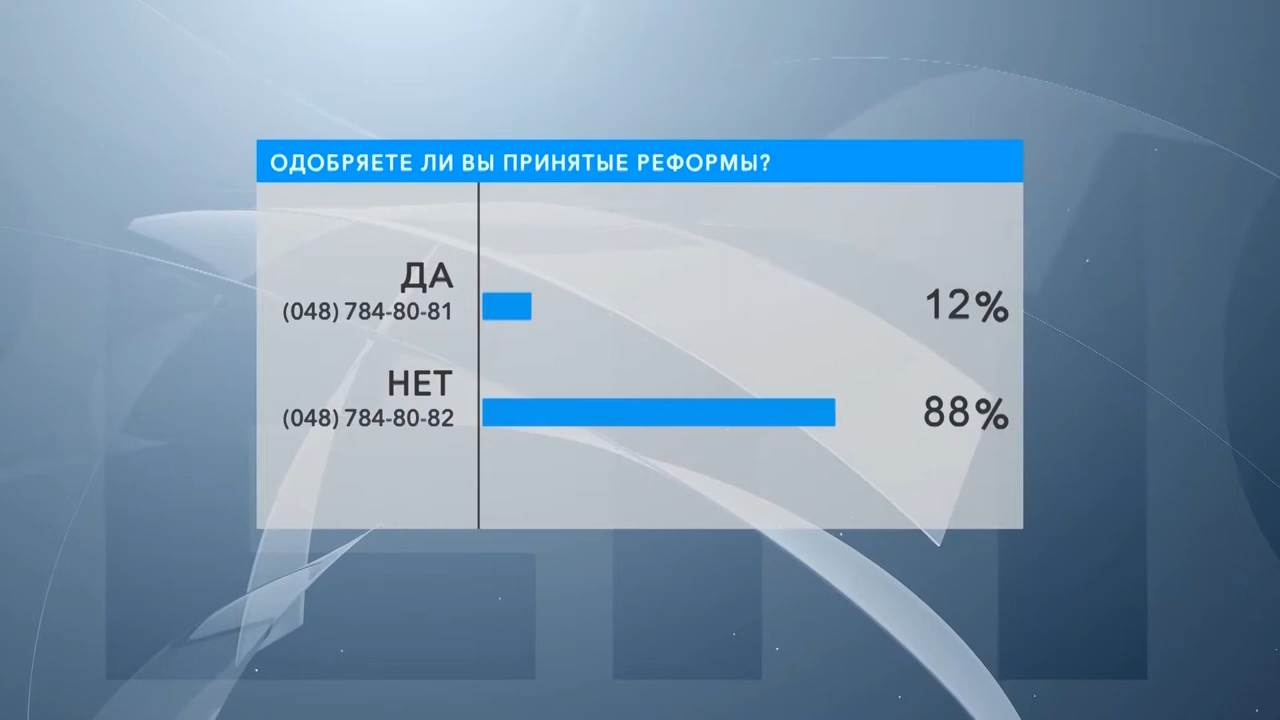 ОДОБРЯЕТЕ ЛИ ВЫ ПРИНЯТЫЕ РЕФОРМЫ?
ДА
(048) 784-80-81
12%
НЕТ
(048) 784-80-82
88%